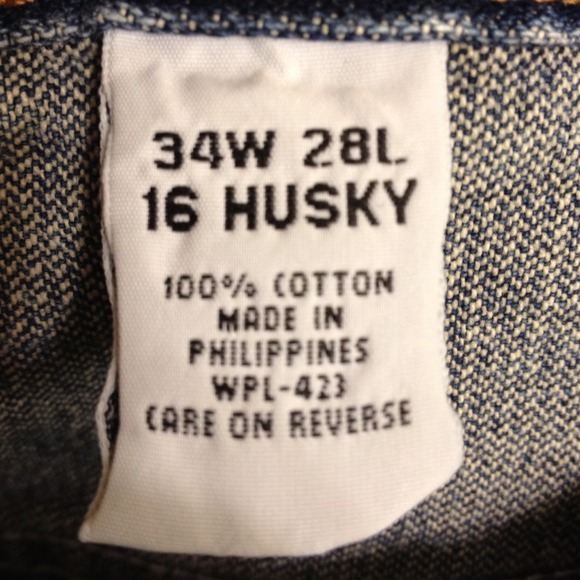 34W 28L
16 HUSKY
100% COTTON
MADE IN
PHILIPPINES
WPL-423
CARE ON REVERSE